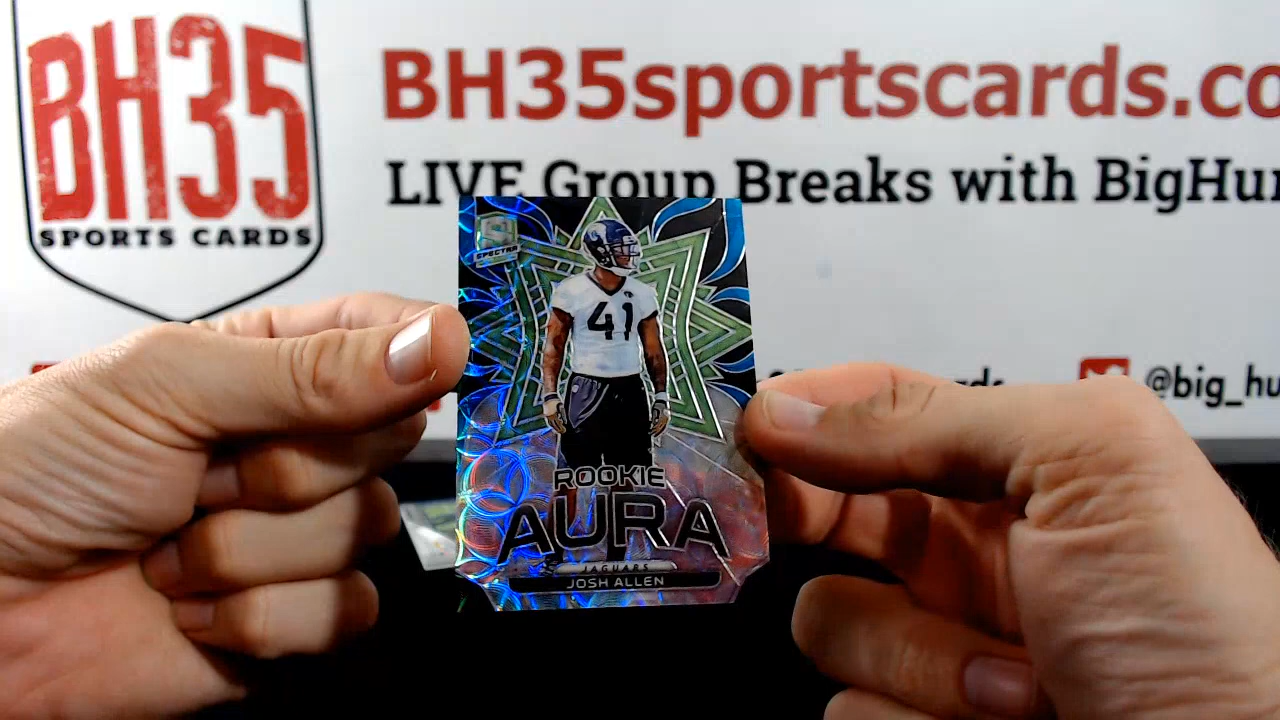 BH35
SPORTS CARDS
BH35sportscards.co
LIVE Group Breaks with BigHu
@big_hu
SPECTRA
41
ROOKIE
AURA
JAGUARS
JOSH ALLEN